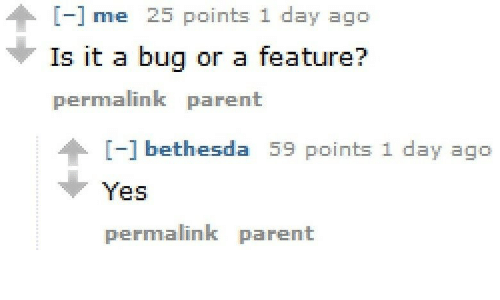 [−] me 25 points 1 day ago
Is it a bug or a feature?
permalink parent
[−] bethesda 59 points 1 day ago
Yes
permalink parent